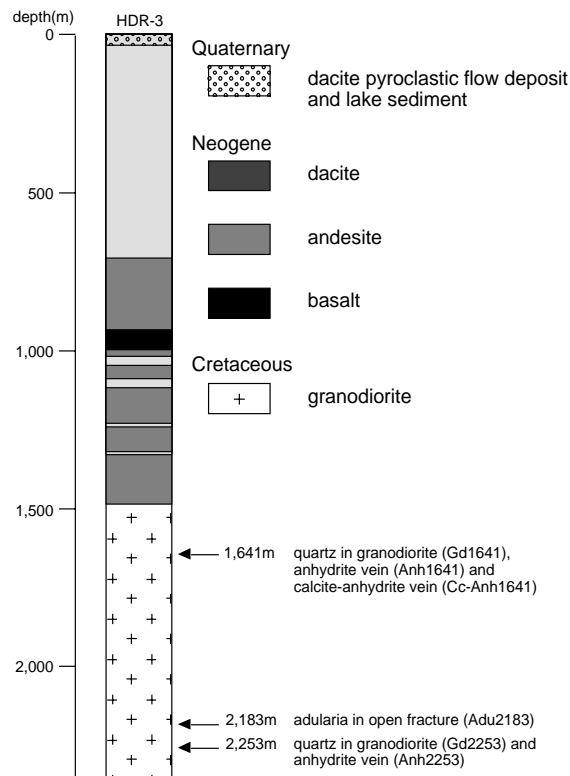 depth(m)
HDR-3
0
500
1,000
1,500
2,000
Quaternary
dacite pyroclastic flow deposit
and lake sediment
Neogene
dacite
andesite
basalt
Cretaceous
+
granodiorite
1,641m quartz in granodiorite (Gd1641),
anhydrite vein (Anh1641) and
calcite-anhydrite vein (Cc-Anh1641)
2,183m adularia in open fracture (Adu2183)
2,253m quartz in granodiorite (Gd2253) and
anhydrite vein (Anh2253)